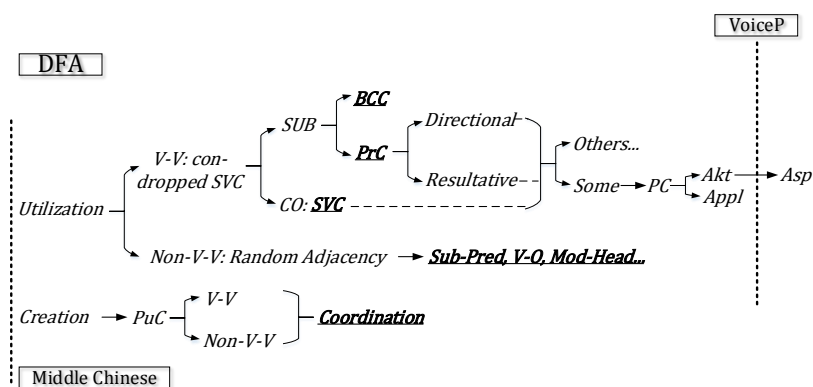 VoiceP
DFA
BCC
SUB
Directional
V-V: con-
dropped SVC
PrC
Others...
Resultative
Some
PC
Akt
Asp
Appl
CO: SVC
Utilization
Non-V-V: Random Adjacency
Sub-Pred, V-O, Mod-Head...
V-V
Creation
PuC
Coordination
Non-V-V
Middle Chinese